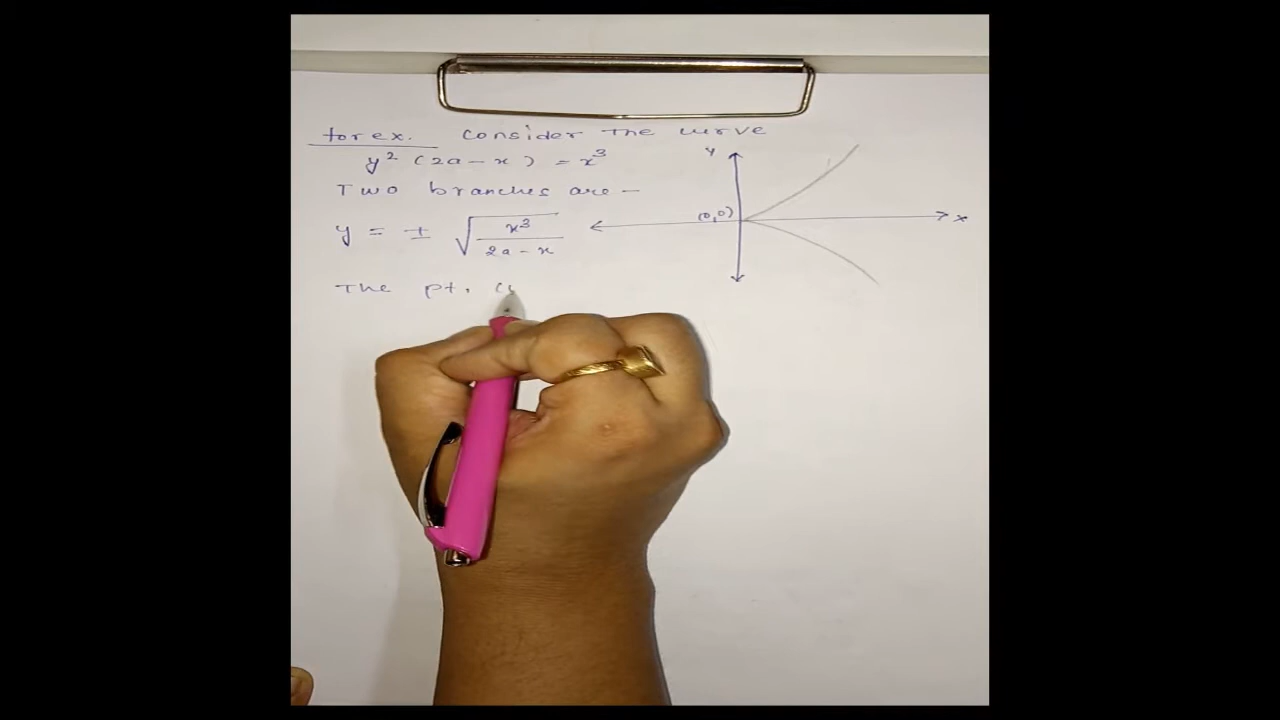 for ex. Consider the curve
y² (2a - x) = x³
Two branches are -
y = ± √(x³/(2a - x))
The pt. (
Y
(0,0)
X